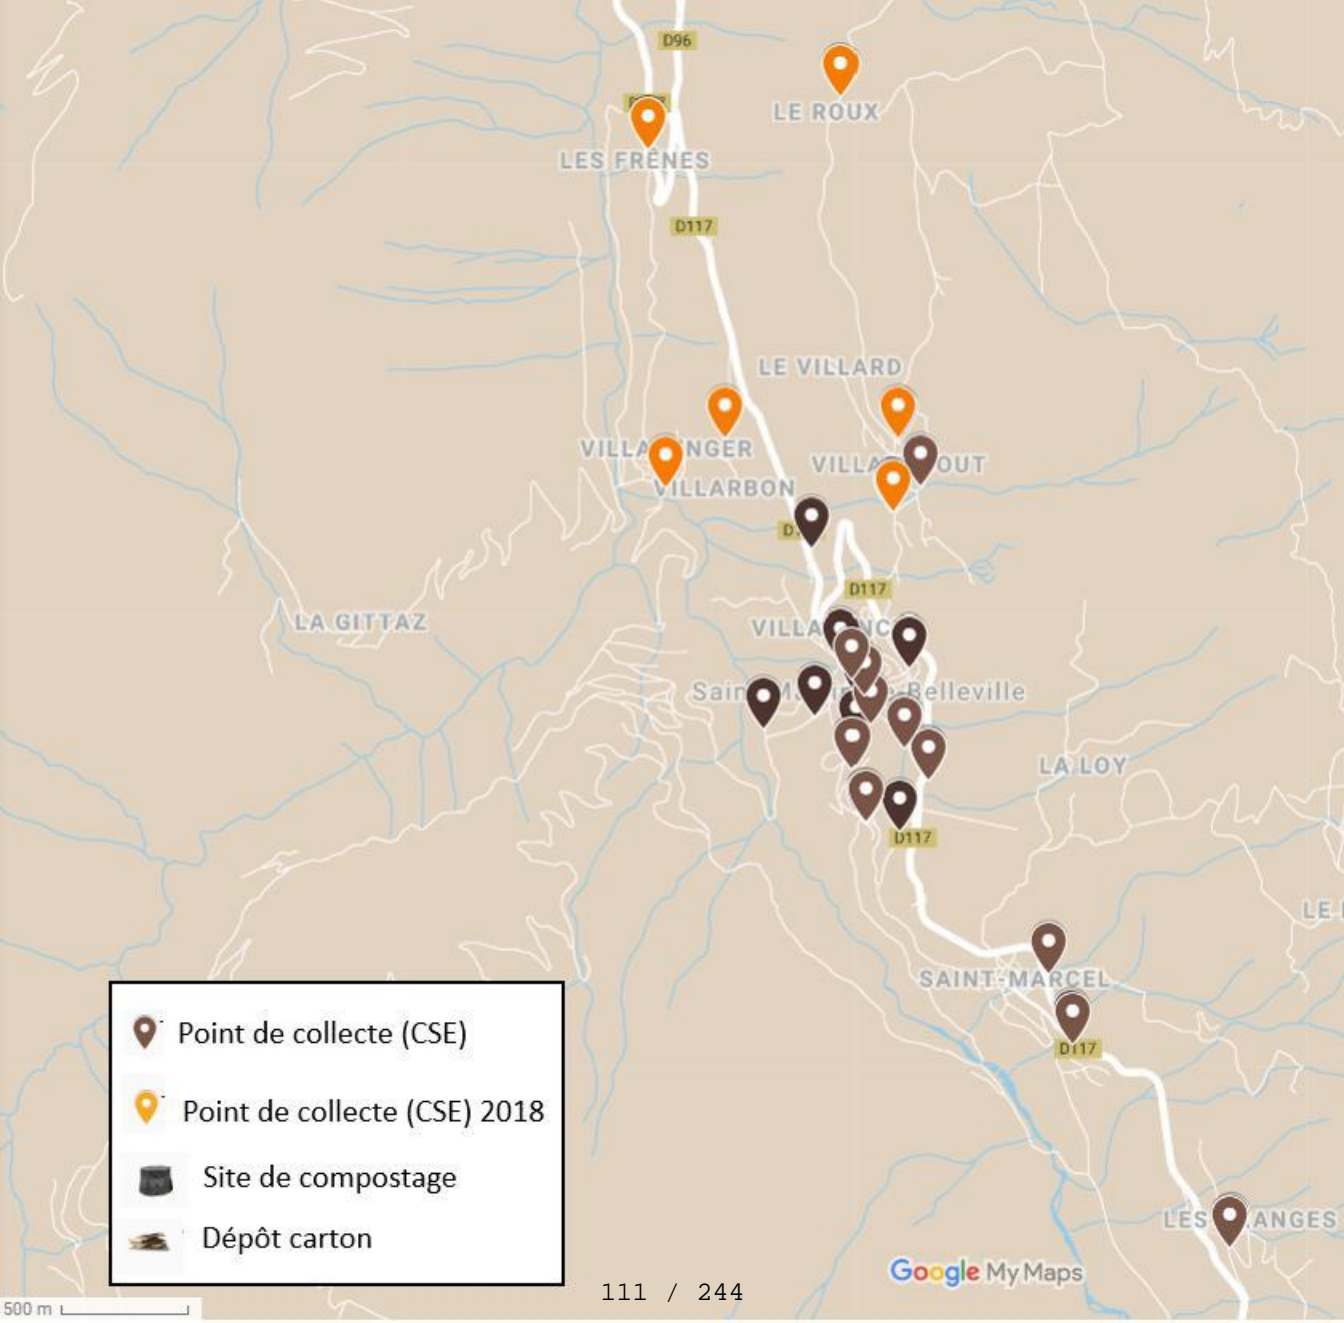 D96
LE ROUX
LES FRÊNES
D117
LE VILLARD
VILLA NGER
VILLA OUT
VILLARBON
D
D117
LA GITTAZ
VILLA NC
Sain M Belleville
LA LOY
D117
LE
SAINT-MARCEL
D117
Point de collecte (CSE)
Point de collecte (CSE) 2018
Site de compostage
Dépôt carton
LES ANGES
Google My Maps
111 / 244
500 m